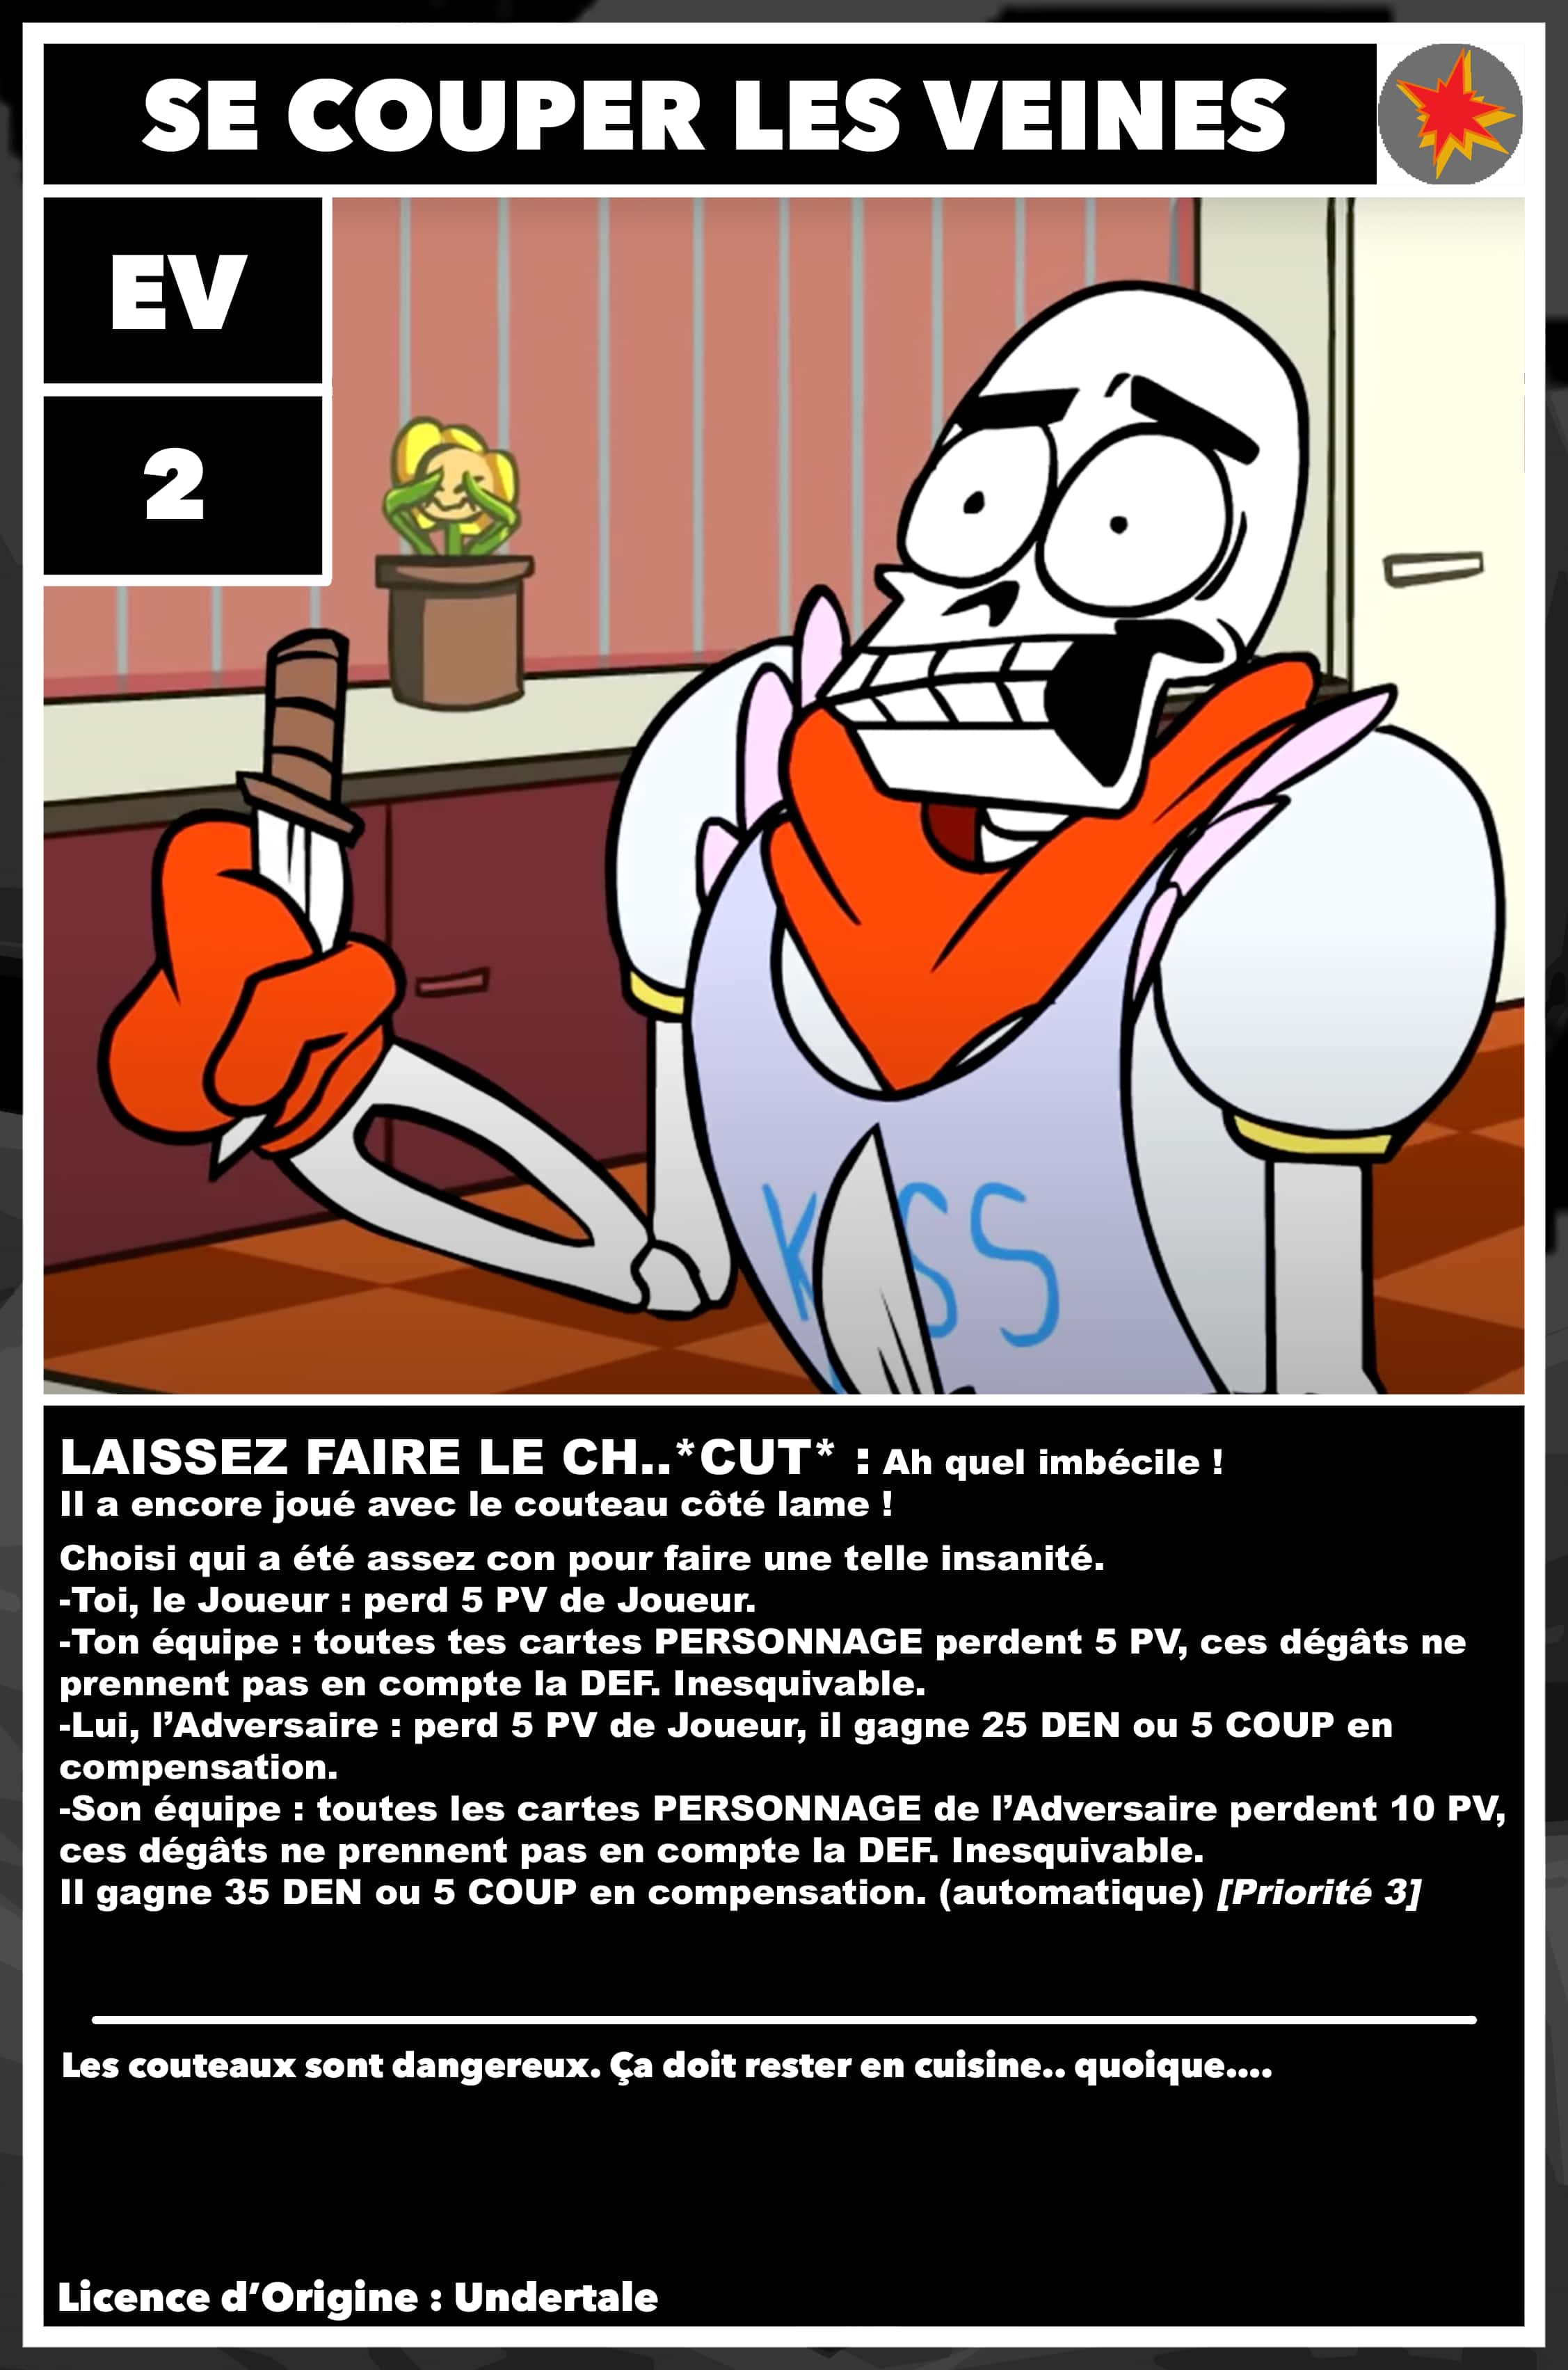 SE COUPER LES VEINES
EV
2
K SS
LAISSEZ FAIRE LE CH..*CUT* : Ah quel imbécile !
Il a encore joué avec le couteau côté lame !
Choisi qui a été assez con pour faire une telle insanité.
-Toi, le Joueur : perd 5 PV de Joueur.
-Ton équipe : toutes tes cartes PERSONNAGE perdent 5 PV, ces dégâts ne
prennent pas en compte la DEF. Inesquivable.
-Lui, l’Adversaire : perd 5 PV de Joueur, il gagne 25 DEN ou 5 COUP en
compensation.
-Son équipe : toutes les cartes PERSONNAGE de l’Adversaire perdent 10 PV,
ces dégâts ne prennent pas en compte la DEF. Inesquivable.
Il gagne 35 DEN ou 5 COUP en compensation. (automatique) [Priorité 3]
Les couteaux sont dangereux. Ça doit rester en cuisine.. quoique....
Licence d’Origine : Undertale